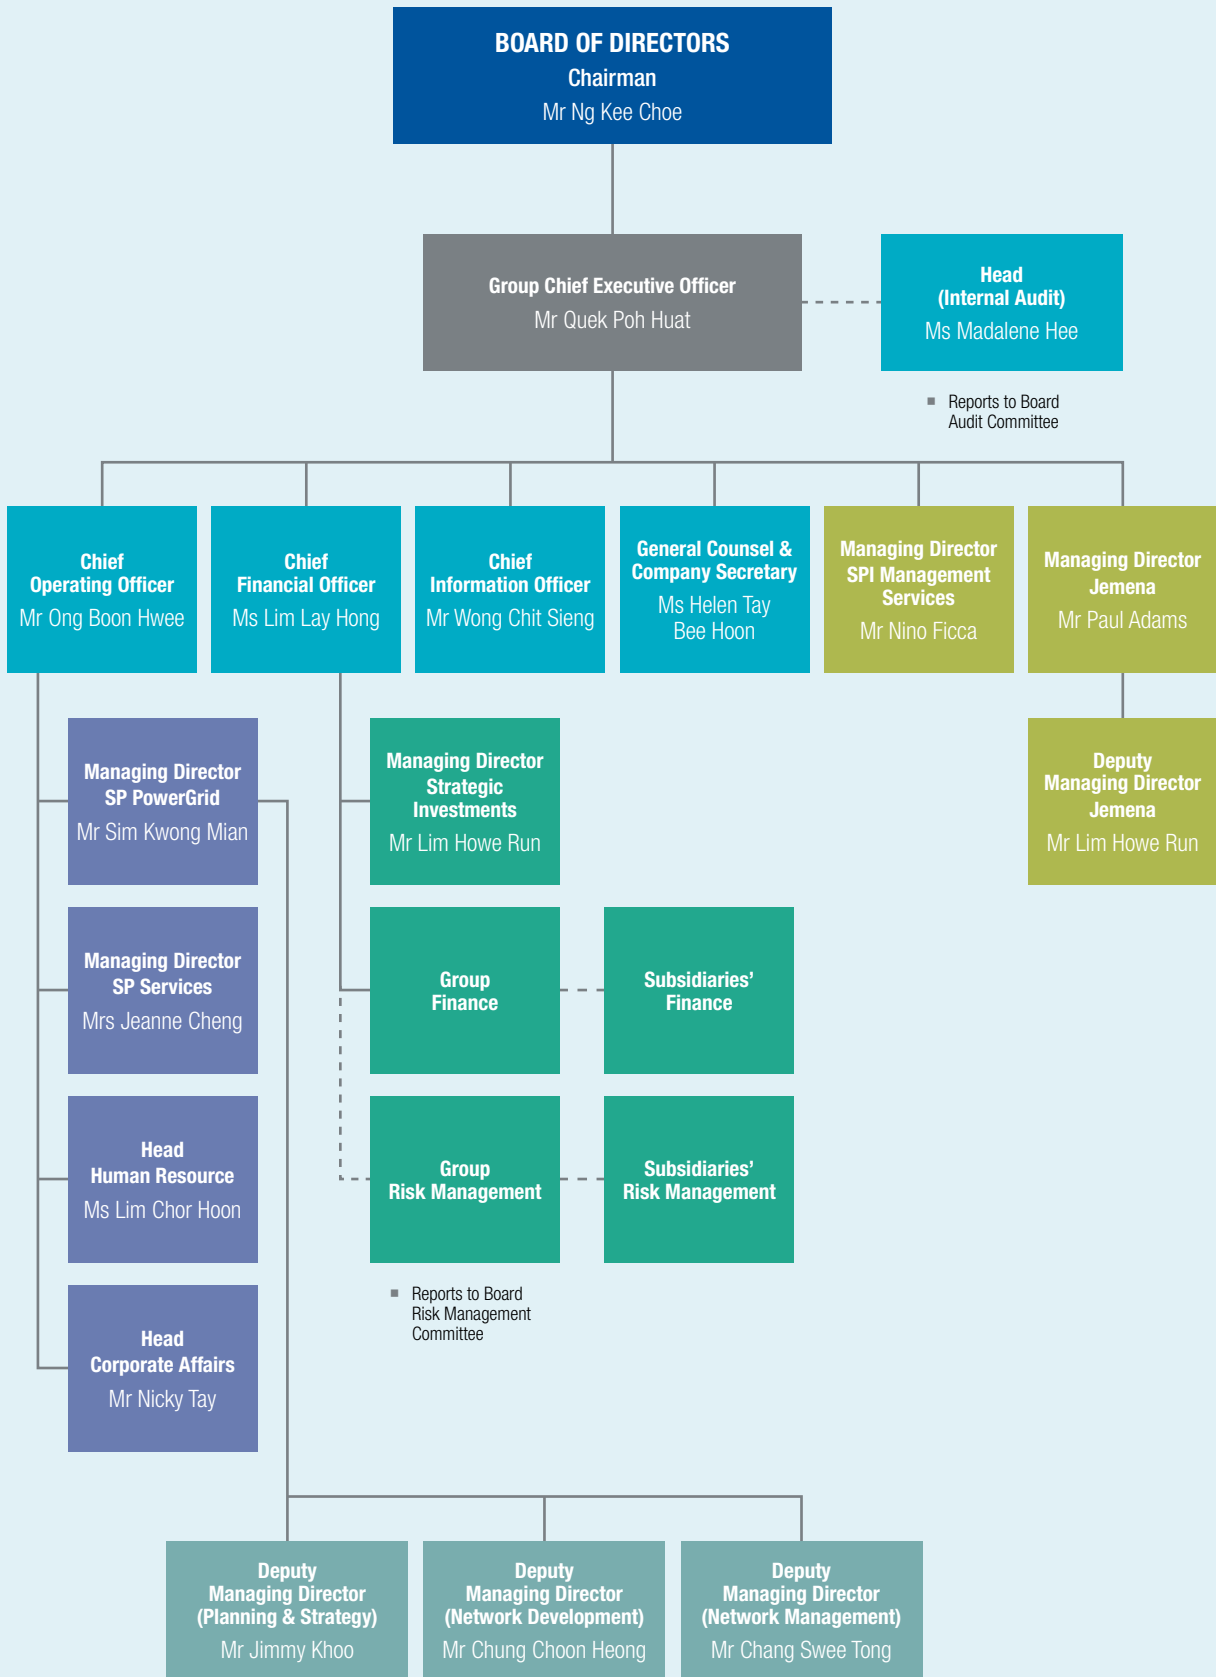 BOARD OF DIRECTORS
Chairman
Mr Ng Kee Choe
Group Chief Executive Officer
Mr Quek Poh Huat
Head
(Internal Audit)
Ms Madalene Hee
Reports to Board
Audit Committee
Chief
Operating Officer
Mr Ong Boon Hwee
Chief
Financial Officer
Ms Lim Lay Hong
Chief
Information Officer
Mr Wong Chit Sieng
General Counsel &
Company Secretary
Ms Helen Tay
Bee Hoon
Managing Director
SPI Management
Services
Mr Nino Ficca
Managing Director
Jemena
Mr Paul Adams
Managing Director
SP PowerGrid
Mr Sim Kwong Mian
Managing Director
Strategic
Investments
Mr Lim Howe Run
Deputy
Managing Director
Jemena
Mr Lim Howe Run
Managing Director
SP Services
Mrs Jeanne Cheng
Group
Finance
Subsidiaries’
Finance
Head
Human Resource
Ms Lim Chor Hoon
Group
Risk Management
Subsidiaries’
Risk Management
Reports to Board
Risk Management
Committee
Head
Corporate Affairs
Mr Nicky Tay
Deputy
Managing Director
(Planning & Strategy)
Mr Jimmy Khoo
Deputy
Managing Director
(Network Development)
Mr Chung Choon Heong
Deputy
Managing Director
(Network Management)
Mr Chang Swee Tong